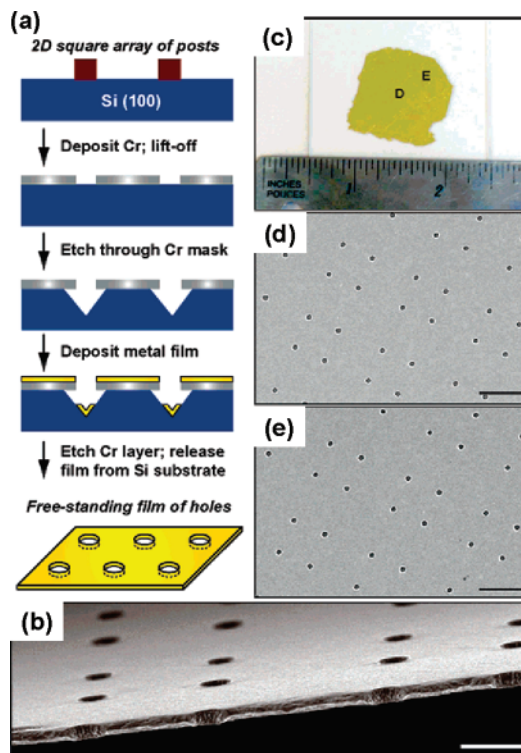 (a)
2D square array of posts
Si (100)
Deposit Cr; lift-off
Etch through Cr mask
Deposit metal film
Etch Cr layer; release
film from Si substrate
Free-standing film of holes
(c)
E
D
INCHES
POUCES
1
2
(d)
(e)
(b)